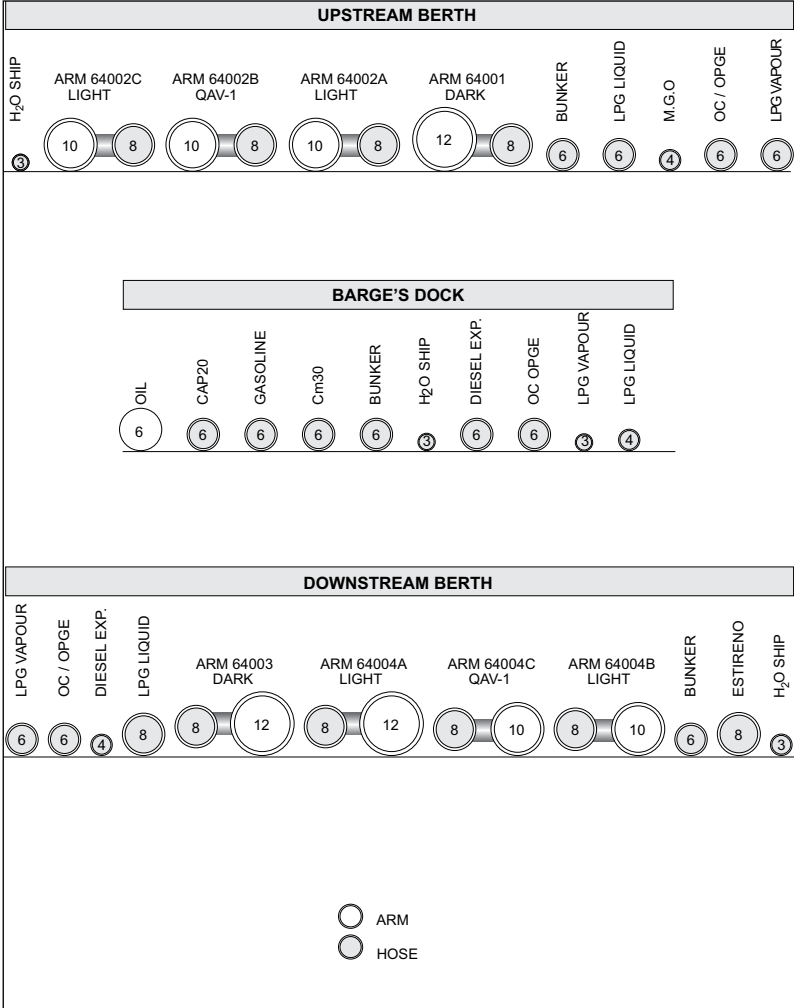 UPSTREAM BERTH
H₂O SHIP
ARM 64002C
LIGHT
ARM 64002B
QAV-1
ARM 64002A
LIGHT
ARM 64001
DARK
BUNKER
LPG LIQUID
M.G.O
OC / OPGE
LPG VAPOUR
3
10
8
10
8
10
8
12
8
6
6
4
6
6
BARGE'S DOCK
OIL
CAP20
GASOLINE
Cm30
BUNKER
H₂O SHIP
DIESEL EXP.
OC OPGE
LPG VAPOUR
LPG LIQUID
6
6
6
6
6
3
6
6
3
4
DOWNSTREAM BERTH
LPG VAPOUR
OC / OPGE
DIESEL EXP.
LPG LIQUID
ARM 64003
DARK
ARM 64004A
LIGHT
ARM 64004C
QAV-1
ARM 64004B
LIGHT
BUNKER
ESTIRENO
H₂O SHIP
6
6
4
8
8
12
8
12
8
10
8
10
6
8
3
ARM
HOSE